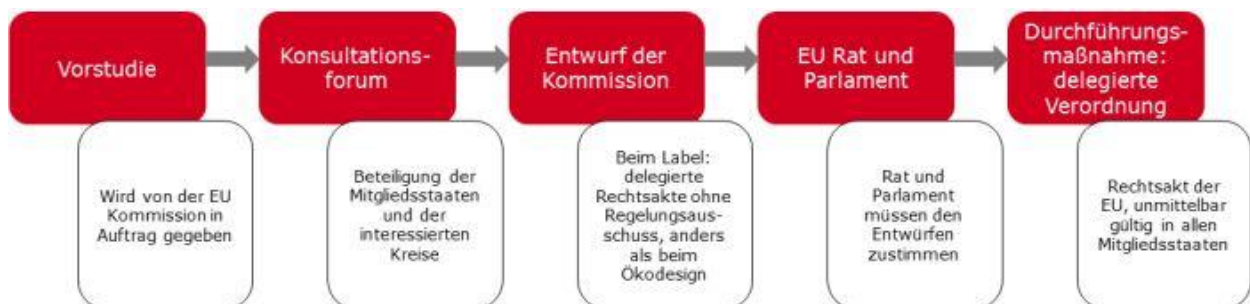 Vorstudie
Wird von der EU
Kommission in
Auftrag gegeben
Konsultations-
forum
Beteiligung der
Mitgliedsstaaten
und der
interessierten
Kreise
Entwurf der
Kommission
Beim Label:
delegierte
Rechtsakte ohne
Regelungsaus-
schuss, anders
als beim
Ökodesign
EU Rat und
Parlament
Rat und
Parlament
müssen den
Entwürfen
zustimmen
Durchführungs-
maßnahme:
delegierte
Verordnung
Rechtsakt der
EU, unmittelbar
gültig in allen
Mitgliedsstaaten